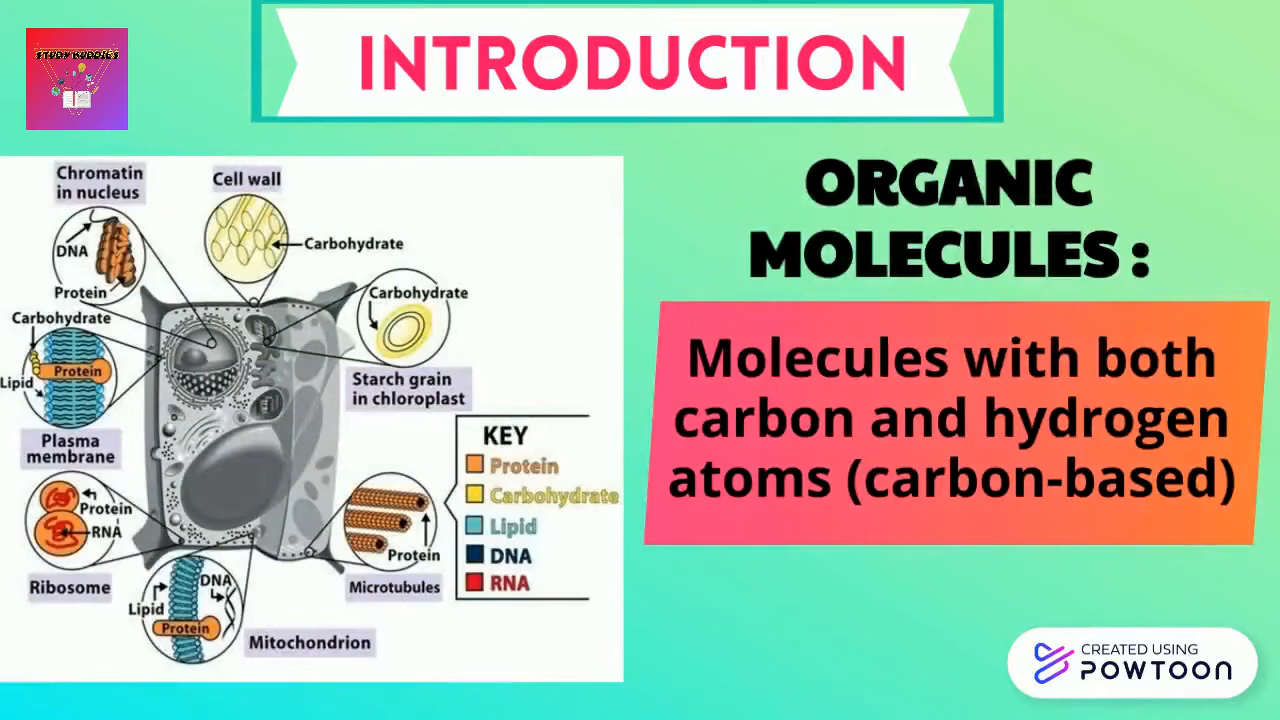 STUDY BUDDIES
INTRODUCTION
ORGANIC
MOLECULES :
Molecules with both
carbon and hydrogen
atoms (carbon-based)
Chromatin
in nucleus
DNA
Protein
Cell wall
Carbohydrate
Carbohydrate
Starch grain
in chloroplast
Carbohydrate
Protein
Lipid
Plasma
membrane
Protein
RNA
Ribosome
DNA
Lipid
Protein
Mitochondrion
Protein
Microtubules
KEY
Protein
Carbohydrate
Lipid
DNA
RNA
CREATED USING
POWTOON